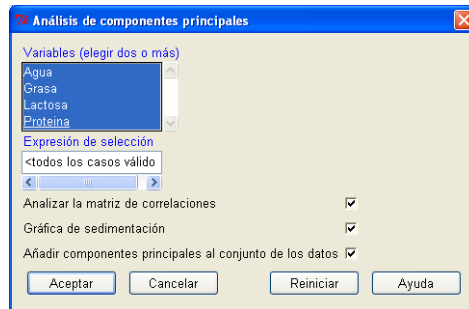 Análisis de componentes principales
Variables (elegir dos o más)
Agua
Grasa
Lactosa
Proteina
Expresión de selección
<todos los casos válido
Analizar la matriz de correlaciones
Gráfica de sedimentación
Añadir componentes principales al conjunto de los datos
Aceptar Cancelar Reiniciar Ayuda